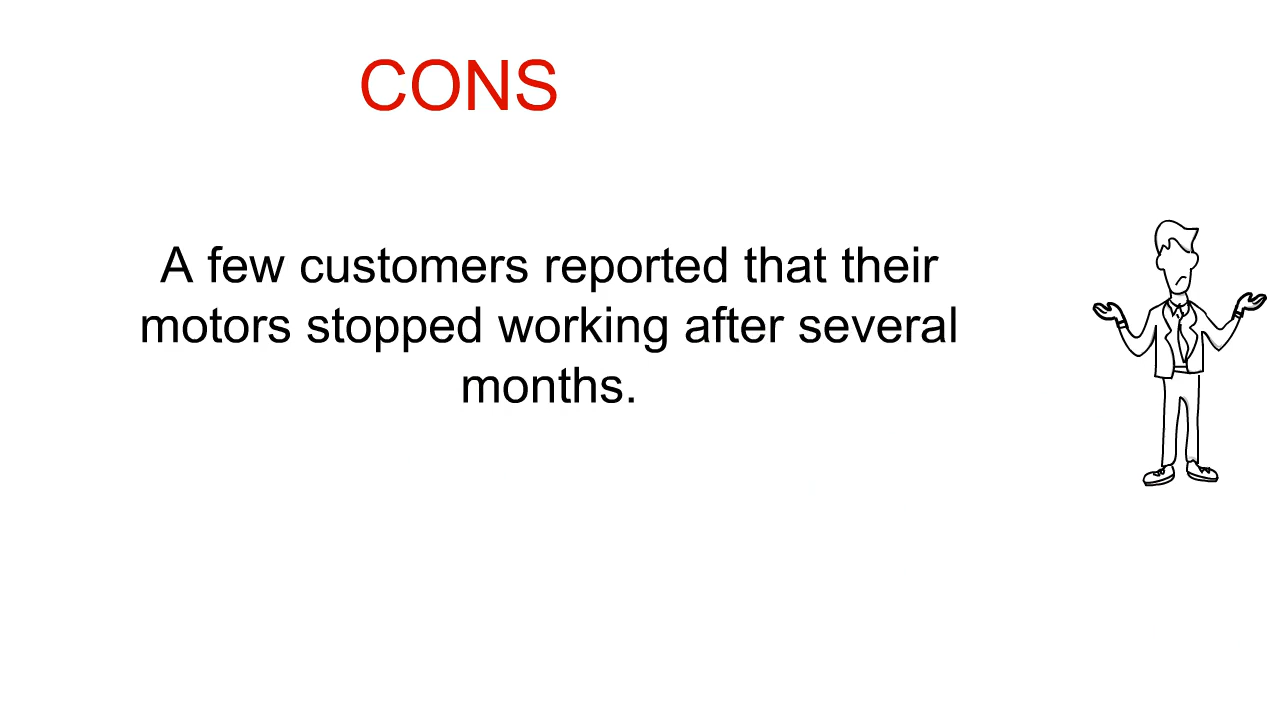 CONS
A few customers reported that their
motors stopped working after several
months.